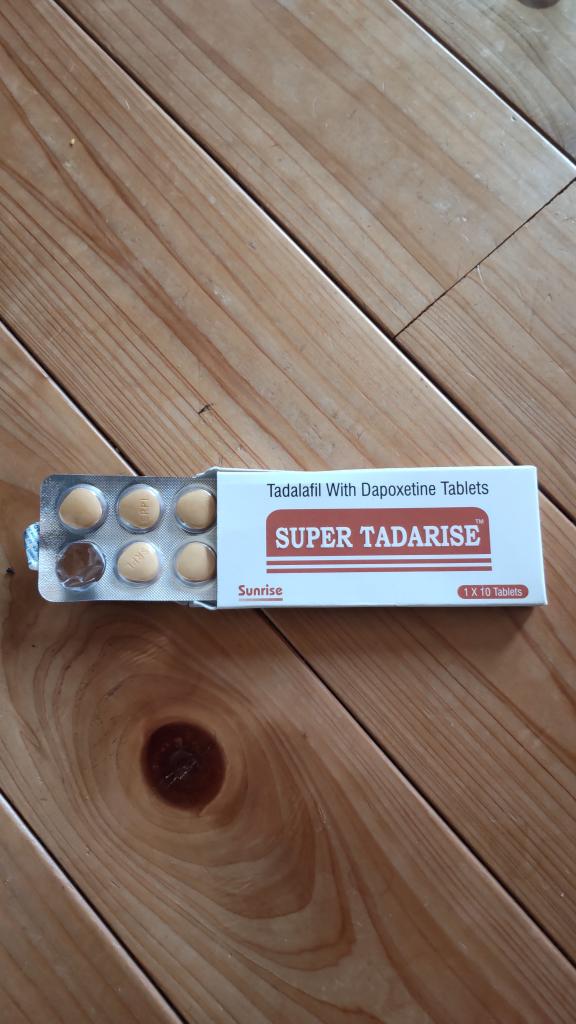 Tadalafil With Dapoxetine Tablets
SUPER TADARISE™
Sunrise
1 X 10 Tablets